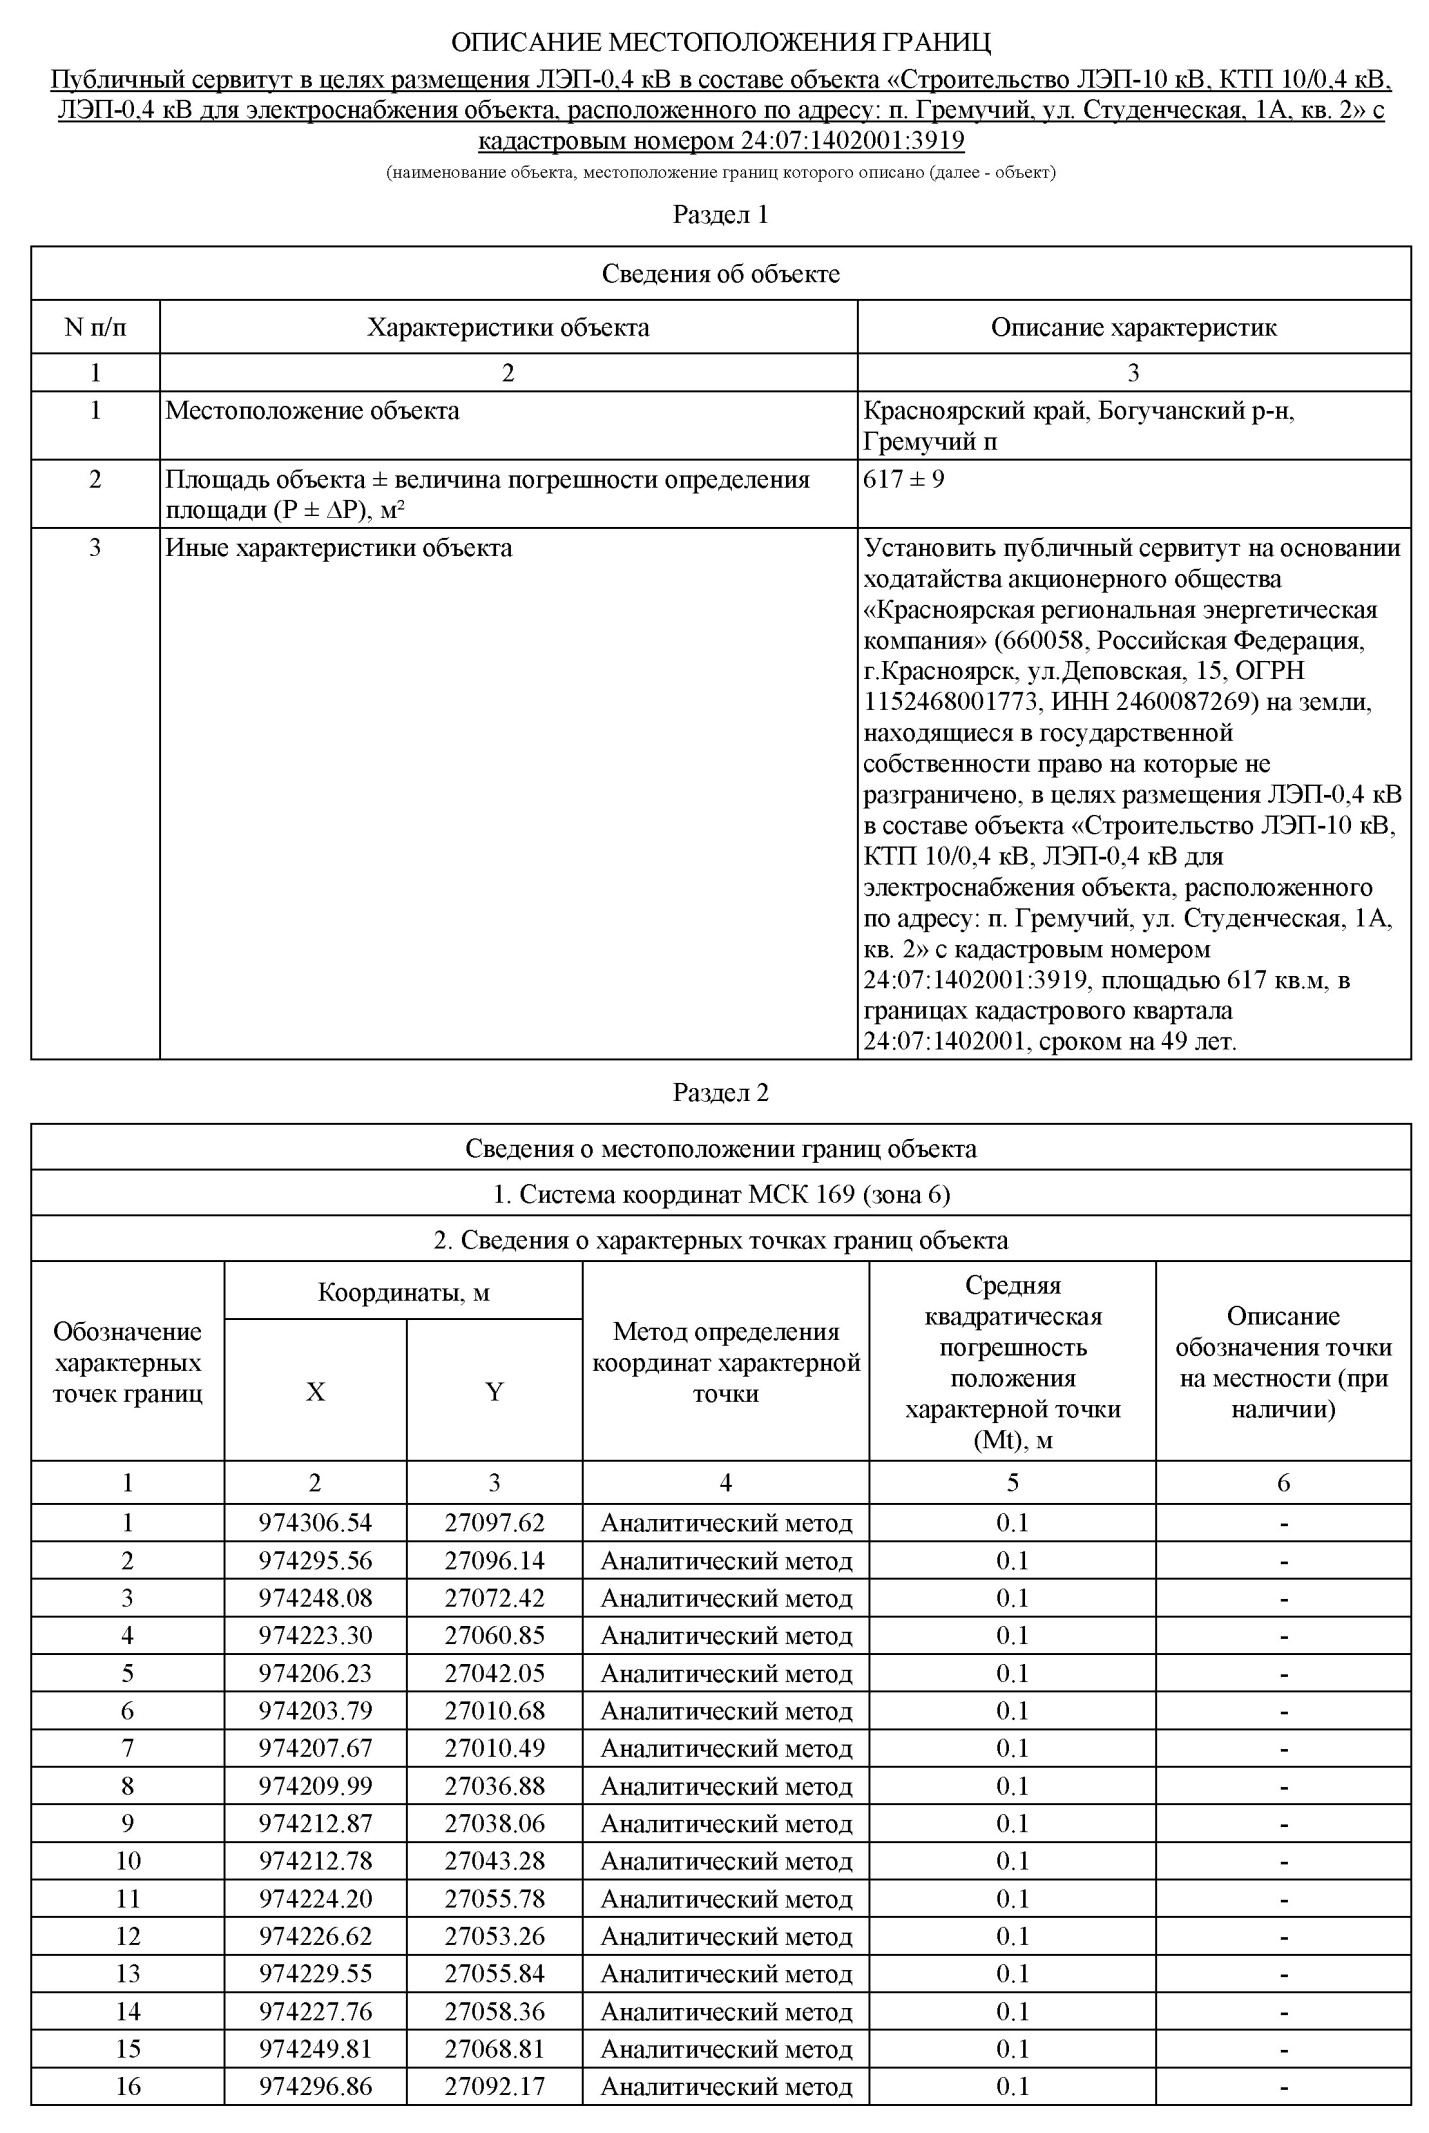 ОПИСАНИЕ МЕСТОПОЛОЖЕНИЯ ГРАНИЦ
Публичный сервитут в целях размещения ЛЭП-0,4 кВ в составе объекта «Строительство ЛЭП-10 кВ, КТП 10/0,4 кВ,
ЛЭП-0,4 кВ для электроснабжения объекта, расположенного по адресу: п. Гремучий, ул. Студенческая, 1А, кв. 2» с
кадастровым номером 24:07:1402001:3919
(наименование объекта, местоположение границ которого описано (далее - объект)
Раздел 1
Сведения об объекте
N п/п Характеристики объекта Описание характеристик
1 2 3
1 Местоположение объекта Красноярский край, Богучанский р-н,
Гремучий п
2 Площадь объекта ± величина погрешности определения 617 ± 9
площади (P ± ∆P), м²
3 Иные характеристики объекта Установить публичный сервитут на основании
ходатайства акционерного общества
«Красноярская региональная энергетическая
компания» (660058, Российская Федерация,
г.Красноярск, ул.Деповская, 15, ОГРН
1152468001773, ИНН 2460087269) на земли,
находящиеся в государственной
собственности право на которые не
разграничено, в целях размещения ЛЭП-0,4 кВ
в составе объекта «Строительство ЛЭП-10 кВ,
КТП 10/0,4 кВ, ЛЭП-0,4 кВ для
электроснабжения объекта, расположенного
по адресу: п. Гремучий, ул. Студенческая, 1А,
кв. 2» с кадастровым номером
24:07:1402001:3919, площадью 617 кв.м, в
границах кадастрового квартала
24:07:1402001, сроком на 49 лет.
Раздел 2
Сведения о местоположении границ объекта
1. Система координат МСК 169 (зона 6)
2. Сведения о характерных точках границ объекта
Обозначение
характерных
точек границ
Координаты, м
X Y
Метод определения
координат характерной
точки
Средняя
квадратическая
погрешность
положения
характерной точки
(Mt), м
Описание
обозначения точки
на местности (при
наличии)
1 2 3 4 5 6
1 974306.54 27097.62 Аналитический метод 0.1 -
2 974295.56 27096.14 Аналитический метод 0.1 -
3 974248.08 27072.42 Аналитический метод 0.1 -
4 974223.30 27060.85 Аналитический метод 0.1 -
5 974206.23 27042.05 Аналитический метод 0.1 -
6 974203.79 27010.68 Аналитический метод 0.1 -
7 974207.67 27010.49 Аналитический метод 0.1 -
8 974209.99 27036.88 Аналитический метод 0.1 -
9 974212.87 27038.06 Аналитический метод 0.1 -
10 974212.78 27043.28 Аналитический метод 0.1 -
11 974224.20 27055.78 Аналитический метод 0.1 -
12 974226.62 27053.26 Аналитический метод 0.1 -
13 974229.55 27055.84 Аналитический метод 0.1 -
14 974227.76 27058.36 Аналитический метод 0.1 -
15 974249.81 27068.81 Аналитический метод 0.1 -
16 974296.86 27092.17 Аналитический метод 0.1 -